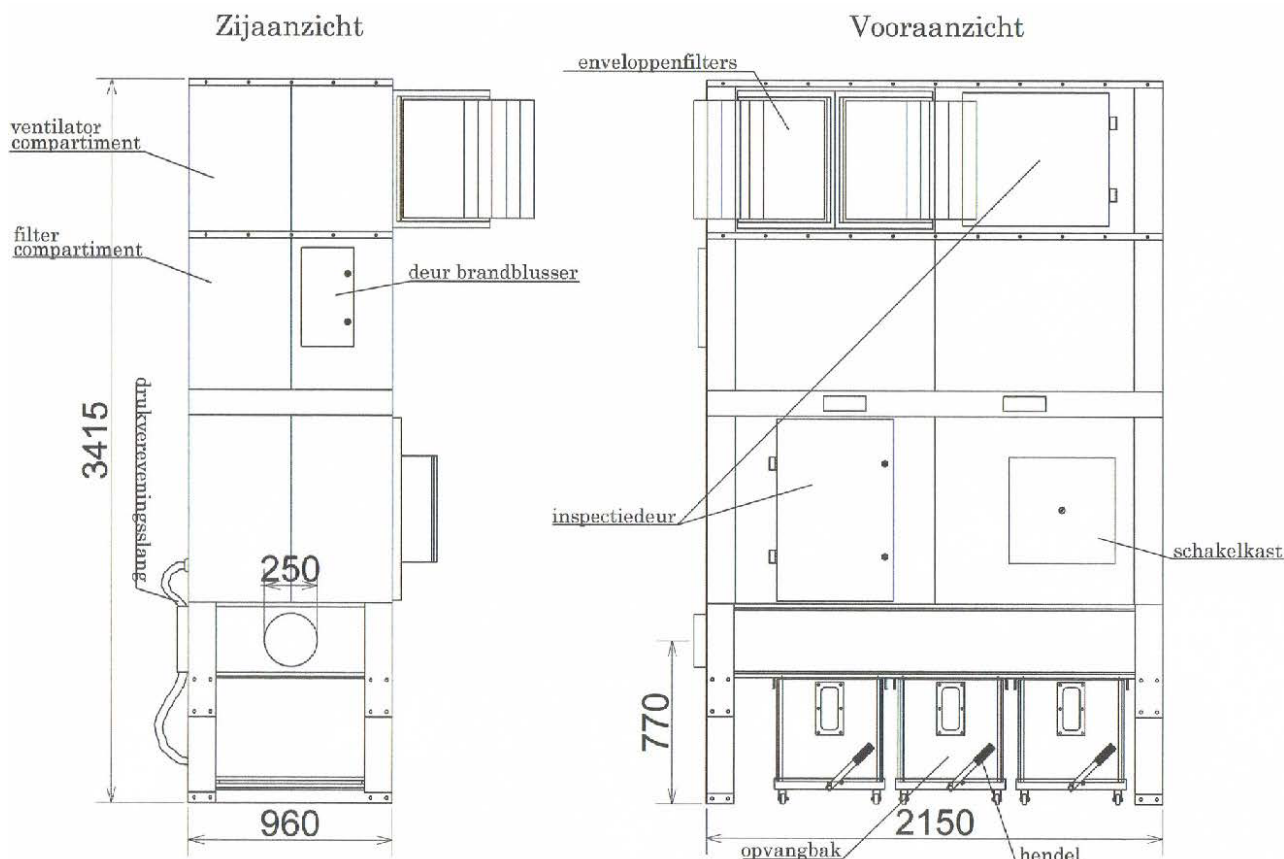 Zijaanzicht
Vooraanzicht
enveloppenfilters
ventilator
compartiment
filter
compartiment
deur brandblusser
drukvereveningsslang
3415
250
inspectiedeur
schakelkast
770
960
2150
opvangbak
hendel